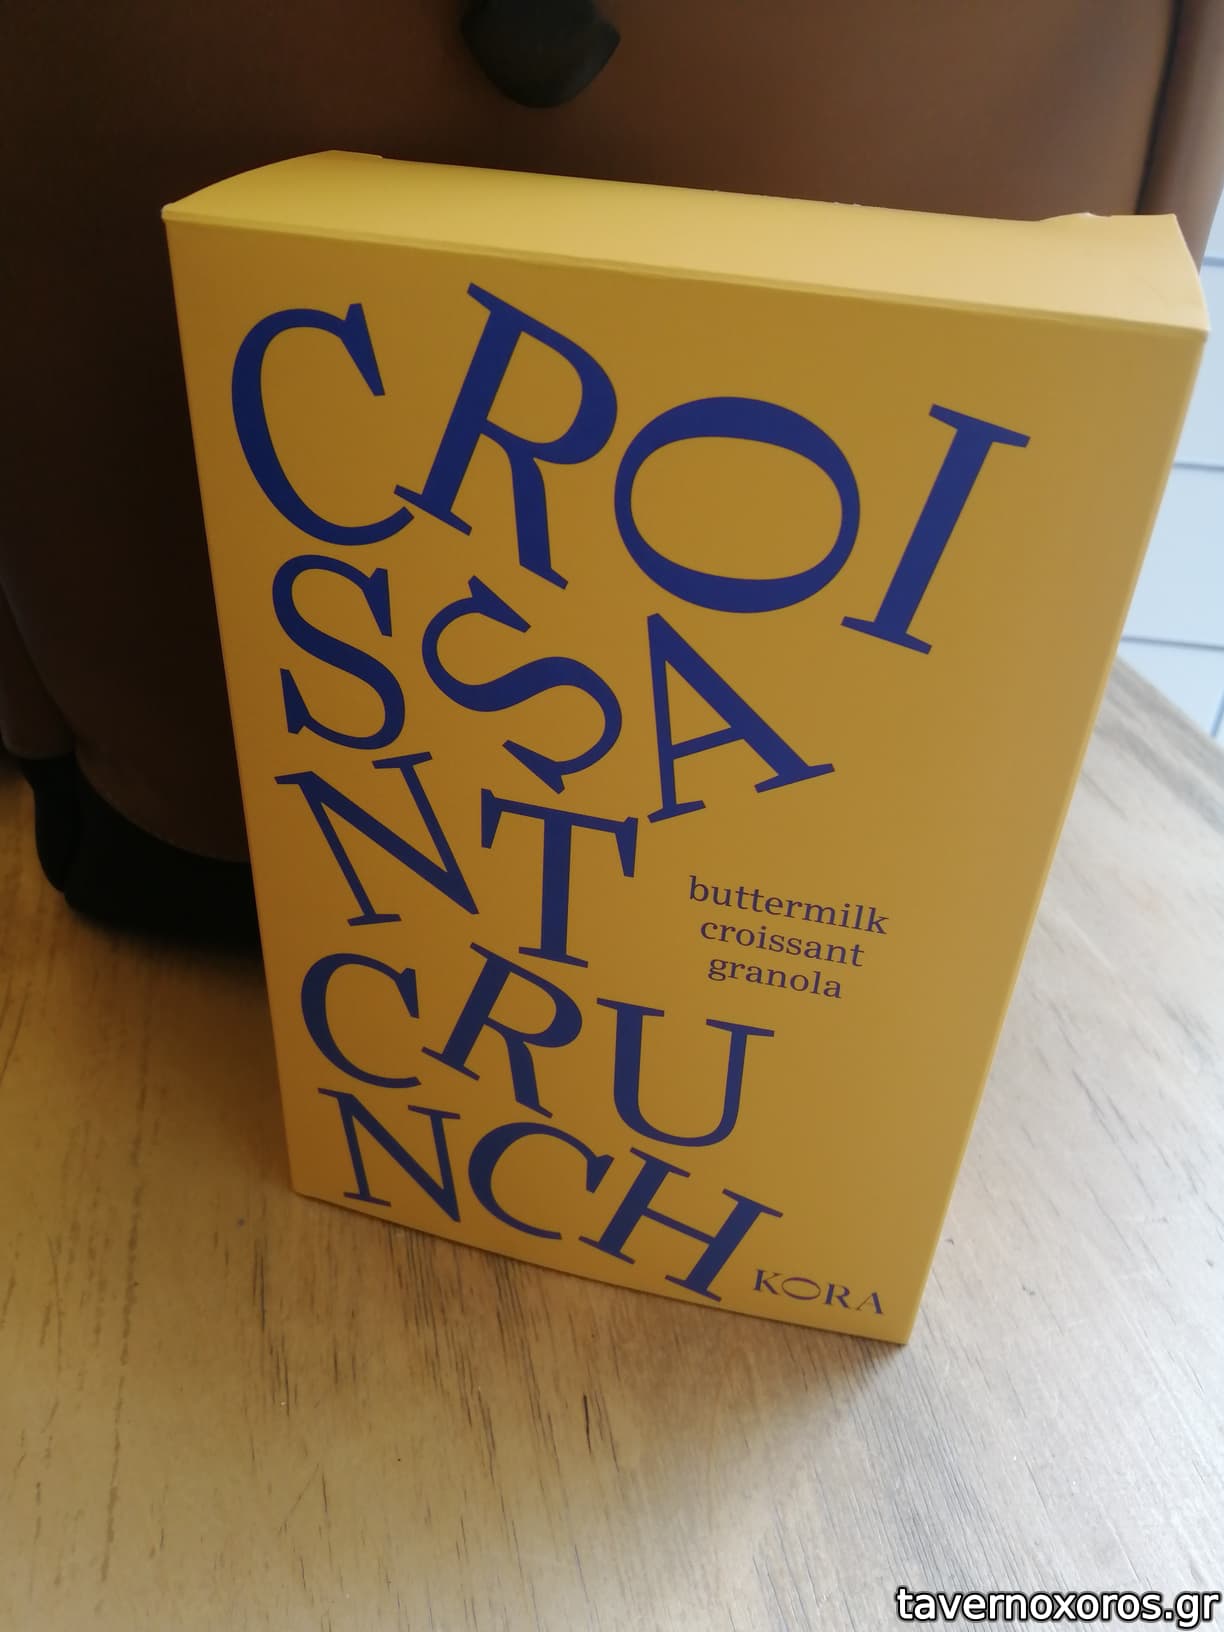 CROI
SSA
NT
buttermilk
croissant
granola
CRU
NCH
KORA
tavernoxoros.gr